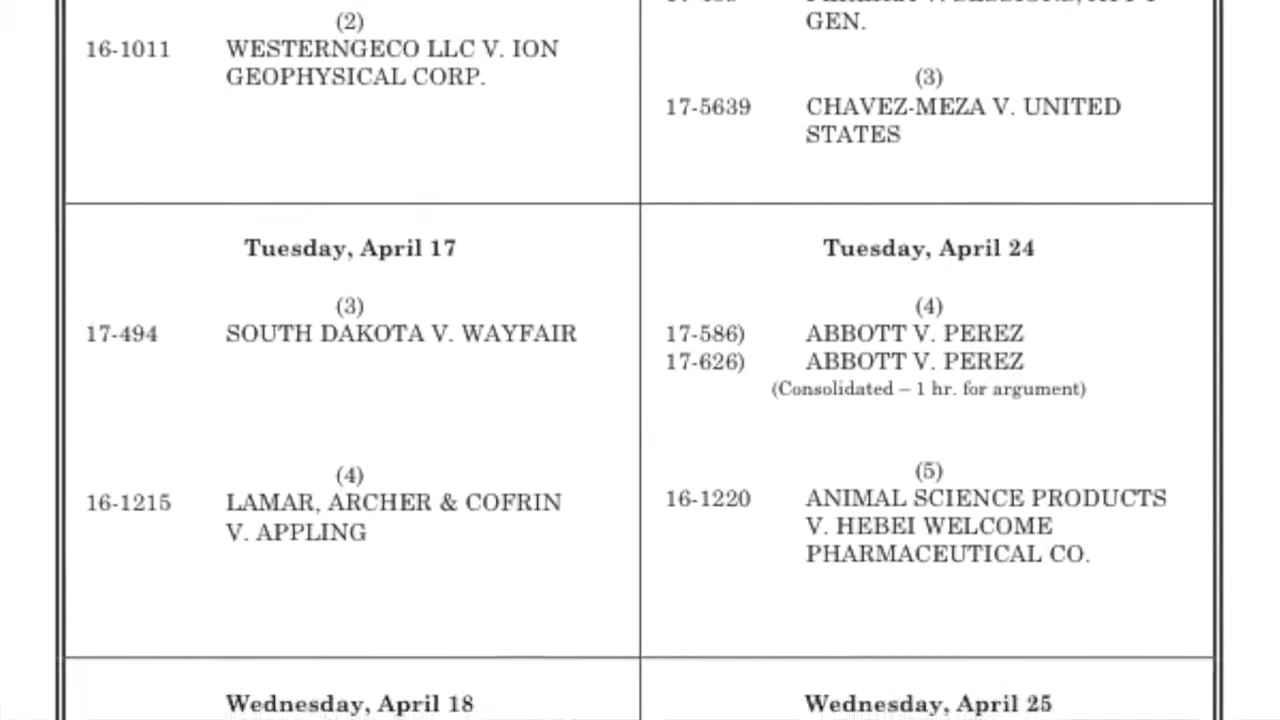 (2)
16-1011 WESTERNGECO LLC V. ION
GEOPHYSICAL CORP.
GEN.
(3)
17-5639 CHAVEZ-MEZA V. UNITED
STATES
Tuesday, April 17
(3)
17-494 SOUTH DAKOTA V. WAYFAIR
(4)
16-1215 LAMAR, ARCHER & COFRIN
V. APPLING
Tuesday, April 24
(4)
17-586) ABBOTT V. PEREZ
17-626) ABBOTT V. PEREZ
(Consolidated – 1 hr. for argument)
(5)
16-1220 ANIMAL SCIENCE PRODUCTS
V. HEBEI WELCOME
PHARMACEUTICAL CO.
Wednesday, April 18
Wednesday, April 25